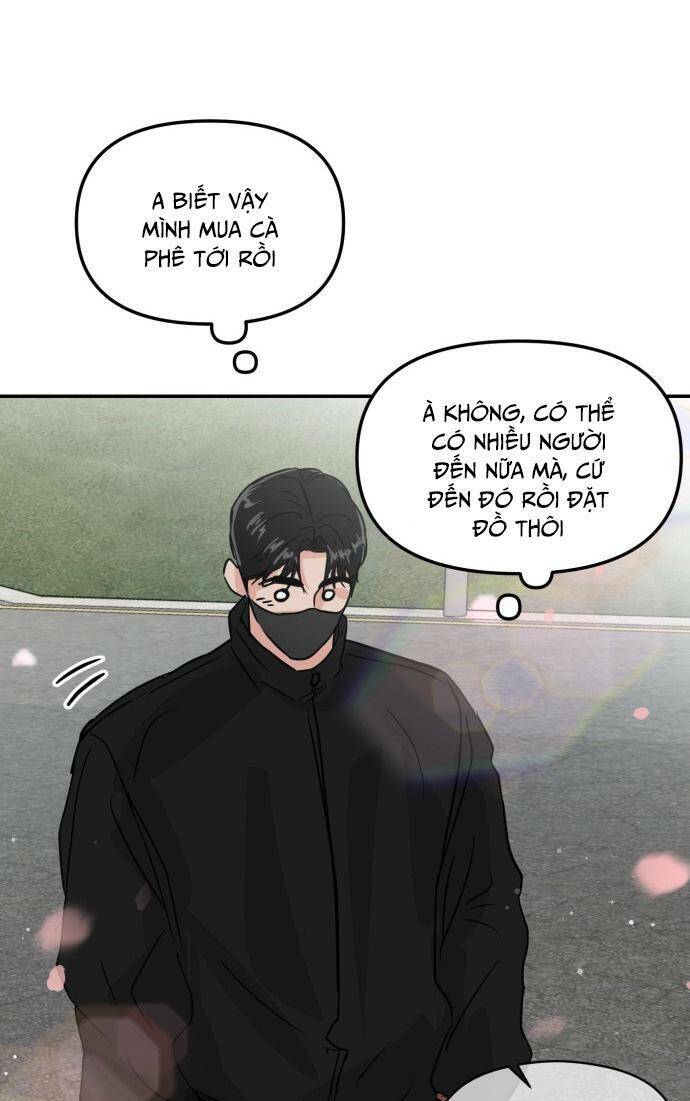 A BIẾT VẬY
MÌNH MUA CÀ
PHÊ TỚI RỒI
À KHÔNG, CÓ THỂ
CÓ NHIỀU NGƯỜI
ĐẾN NỮA MÀ, CỨ
ĐẾN ĐÓ RỒI ĐẶT
ĐỒ THÔI